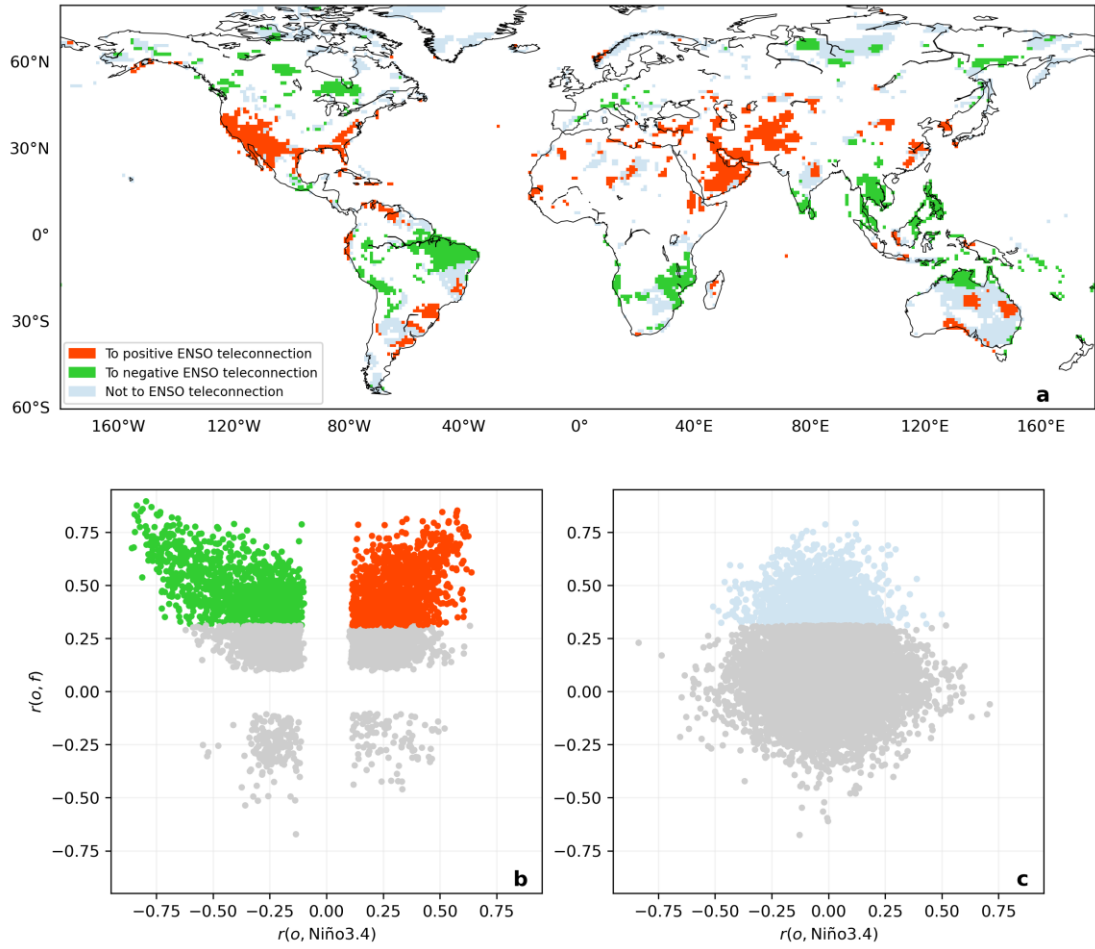 60°N
30°N
0°
30°S
60°S
To positive ENSO teleconnection
To negative ENSO teleconnection
Not to ENSO teleconnection
a
160°W 120°W 80°W 40°W 0° 40°E 80°E 120°E 160°E
r(o, f)
0.75
0.50
0.25
0.00
−0.25
−0.50
−0.75
b
−0.75 −0.50 −0.25 0.00 0.25 0.50 0.75
r(o, Niño3.4)
0.75
0.50
0.25
0.00
−0.25
−0.50
−0.75
c
−0.75 −0.50 −0.25 0.00 0.25 0.50 0.75
r(o, Niño3.4)